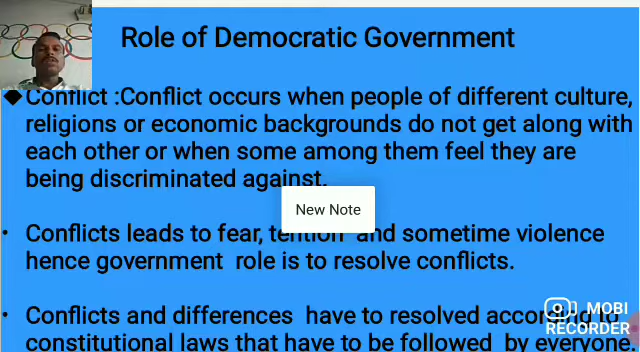 Role of Democratic Government
◆Conflict :Conflict occurs when people of different culture,
religions or economic backgrounds do not get along with
each other or when some among them feel they are
being discriminated against.
New Note
• Conflicts leads to fear, tention and sometime violence
hence government role is to resolve conflicts.
• Conflicts and differences have to resolved according to
constitutional laws that have to be followed by everyone.
MOBI
RECORDER